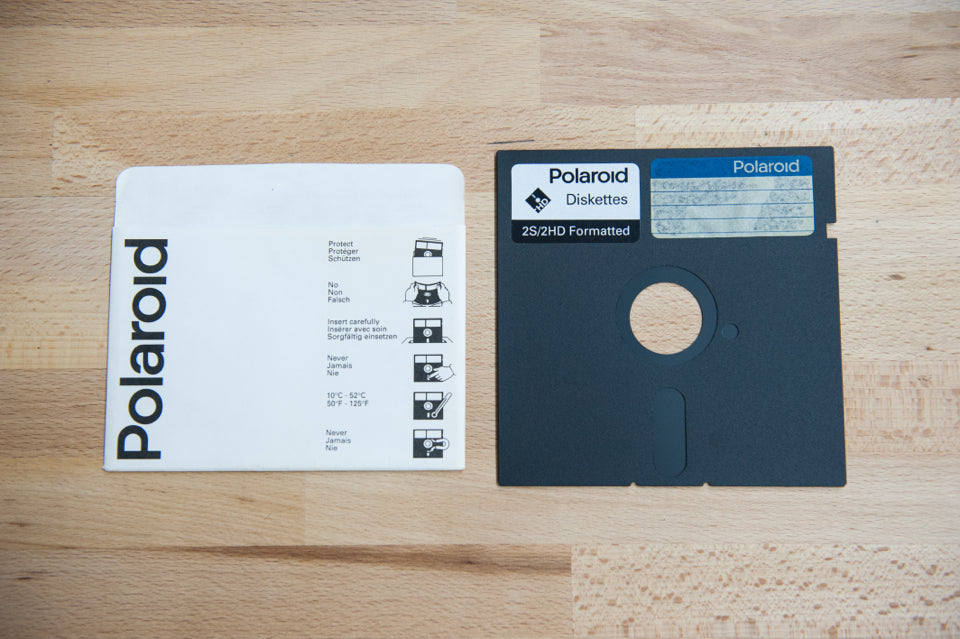 Polaroid
Protect
Protéger
Schützen
No
Non
Falsch
Insert carefully
Insérer avec soin
Sorgfältig einsetzen
Never
Jamais
Nie
10°C - 52°C
50°F - 125°F
Never
Jamais
Nie
Polaroid
HD
Diskettes
2S/2HD Formatted
Polaroid